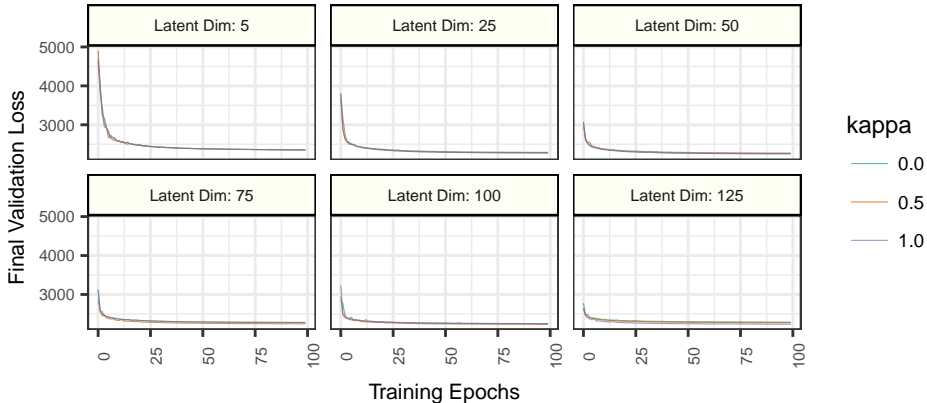 Latent Dim: 5
Latent Dim: 25
Latent Dim: 50
5000
4000
3000
Latent Dim: 75
Latent Dim: 100
Latent Dim: 125
5000
4000
3000
0
25
50
75
100
0
25
50
75
100
0
25
50
75
100
Final Validation Loss
Training Epochs
kappa
0.0
0.5
1.0